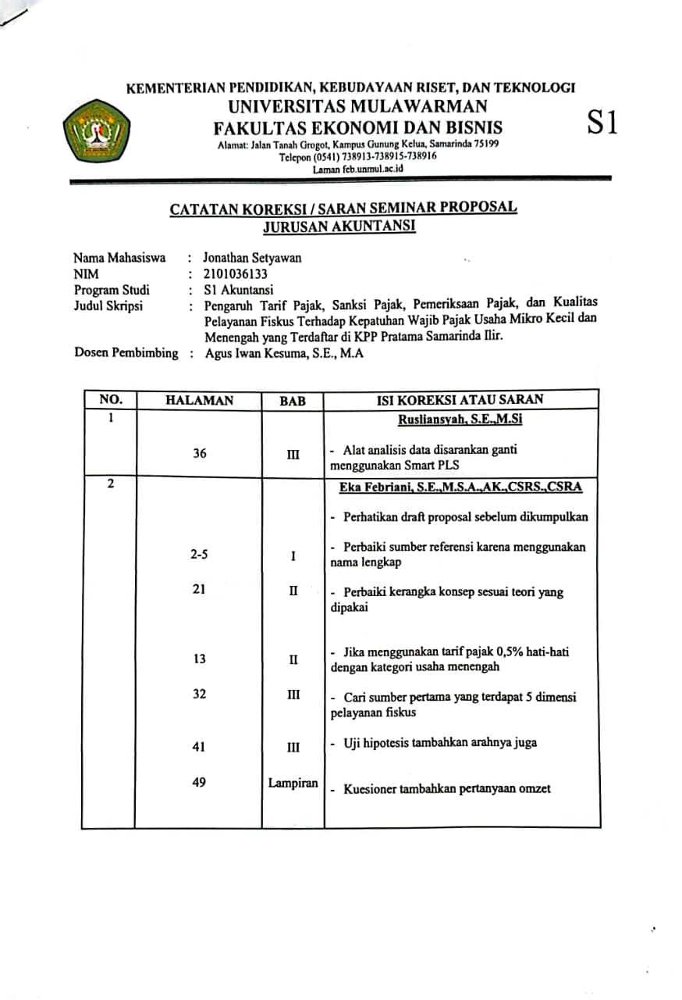 KEMENTERIAN PENDIDIKAN, KEBUDAYAAN RISET, DAN TEKNOLOGI
UNIVERSITAS MULAWARMAN
FAKULTAS EKONOMI DAN BISNIS
S1
Alamat: Jalan Tanah Grogot, Kampus Gunung Kelua, Samarinda 75199
Telepon (0541) 738913-738915-738916
Laman feb.unmul.ac.id
CATATAN KOREKSI / SARAN SEMINAR PROPOSAL
JURUSAN AKUNTANSI
Nama Mahasiswa : Jonathan Setyawan
NIM : 2101036133
Program Studi : S1 Akuntansi
Judul Skripsi : Pengaruh Tarif Pajak, Sanksi Pajak, Pemeriksaan Pajak, dan Kualitas
Pelayanan Fiskus Terhadap Kepatuhan Wajib Pajak Usaha Mikro Kecil dan
Menengah yang Terdaftar di KPP Pratama Samarinda Ilir.
Dosen Pembimbing : Agus Iwan Kesuma, S.E., M.A
NO. HALAMAN BAB ISI KOREKSI ATAU SARAN
1 Rusliansyah, S.E.,M.Si
36 III - Alat analisis data disarankan ganti
menggunakan Smart PLS
2 Eka Febriani, S.E.,M.S.A.,AK.,CSRS.,CSRA
- Perhatikan draft proposal sebelum dikumpulkan
2-5 I - Perbaiki sumber referensi karena menggunakan
nama lengkap
21 II - Perbaiki kerangka konsep sesuai teori yang
dipakai
13 II - Jika menggunakan tarif pajak 0,5% hati-hati
dengan kategori usaha menengah
32 III - Cari sumber pertama yang terdapat 5 dimensi
pelayanan fiskus
41 III - Uji hipotesis tambahkan arahnya juga
49 Lampiran - Kuesioner tambahkan pertanyaan omzet